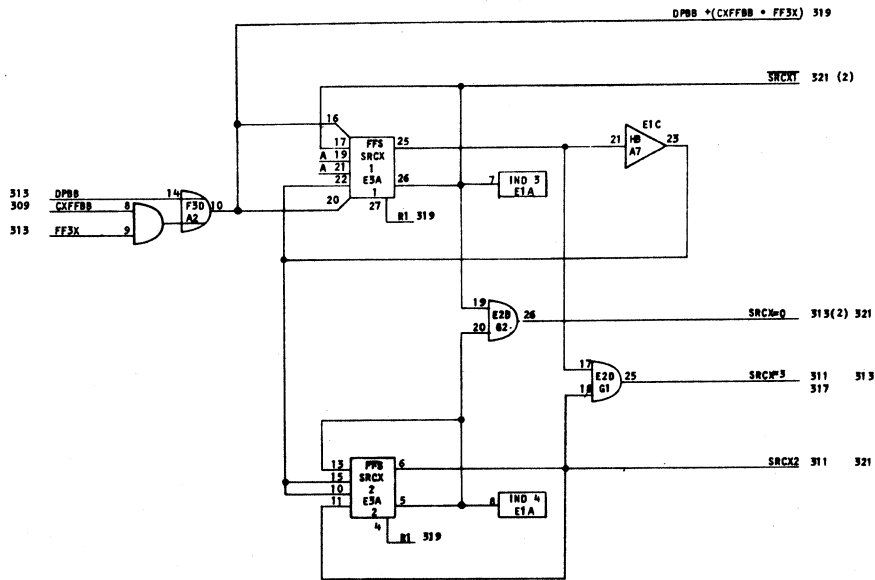 DPBB +(CXFFBB • FF3X) 319
SRCX1 321 (2)
16
17 FFS 25
A 19 SRCX
A 21 1
22 E3A 26
20 1
27
R1 319
E1C
21 HB 23
A7
7 IND 3
E1A
313 DPBB 14
309 CXFFBB 8
F3D 10
A2
313 FF3X 9
19
E2B 26
20 G2
SRCX=0 313(2) 321
17
E2D 25
18 G1
SRCX=3 311 313
317
13 FFB 6
15 SRCX
10 2
11 E3A 5
2
4
R1 319
8 IND 4
E1A
SRCX2 311 321